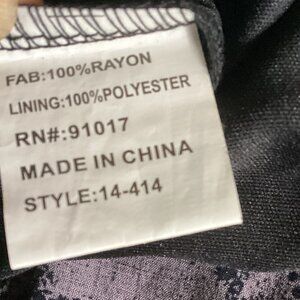 FAB:100%RAYON
LINING:100%POLYESTER
RN#:91017
MADE IN CHINA
STYLE:14-414